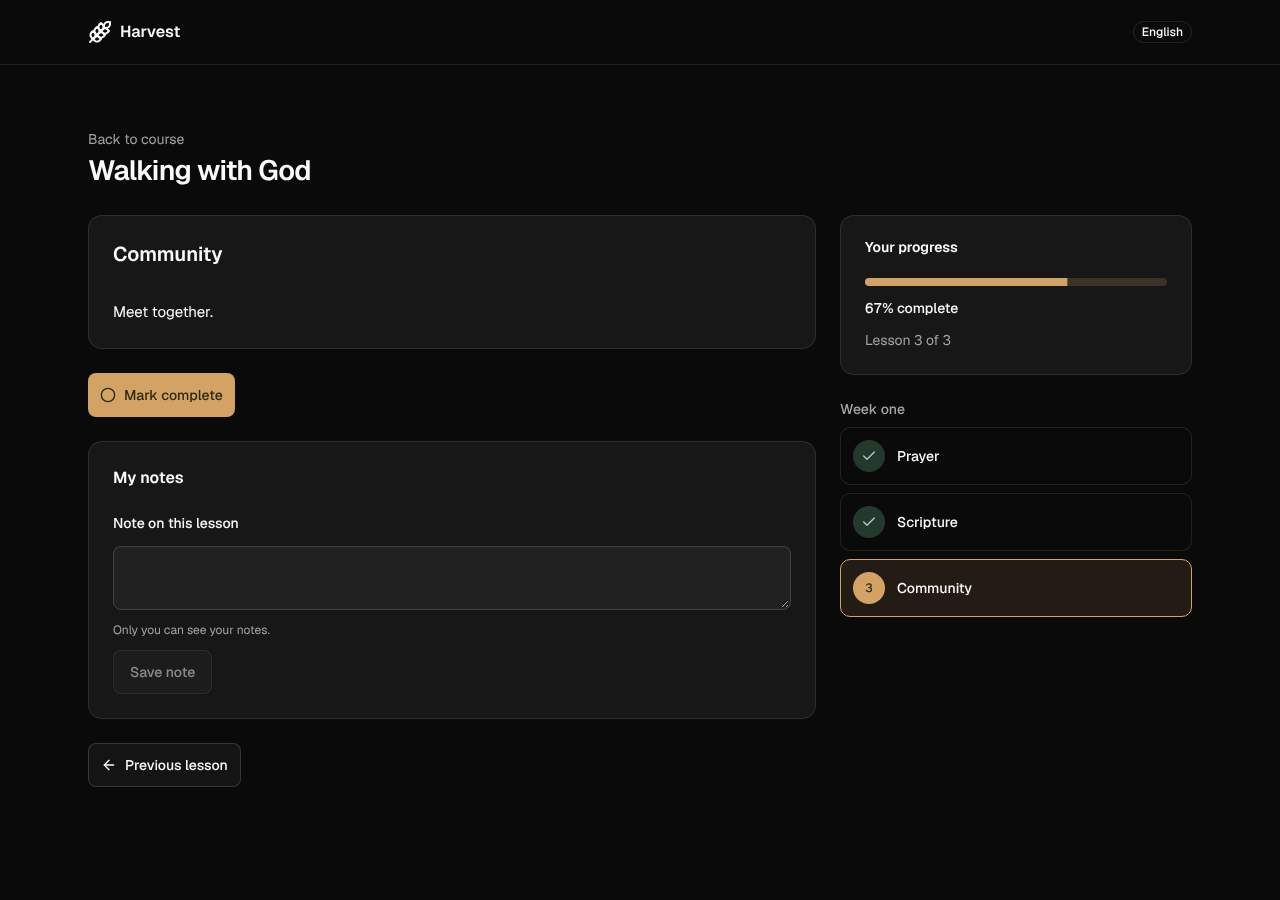 Harvest
English
Back to course
Walking with God
Community
Meet together.
Mark complete
My notes
Note on this lesson
Only you can see your notes.
Save note
Previous lesson
Your progress
67% complete
Lesson 3 of 3
Week one
Prayer
Scripture
3 Community